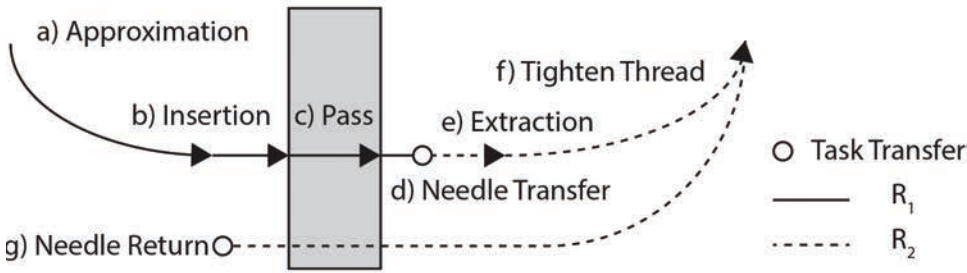 a) Approximation
f) Tighten Thread
b) Insertion
c) Pass
e) Extraction
Task Transfer
d) Needle Transfer
R1
g) Needle Return
R2